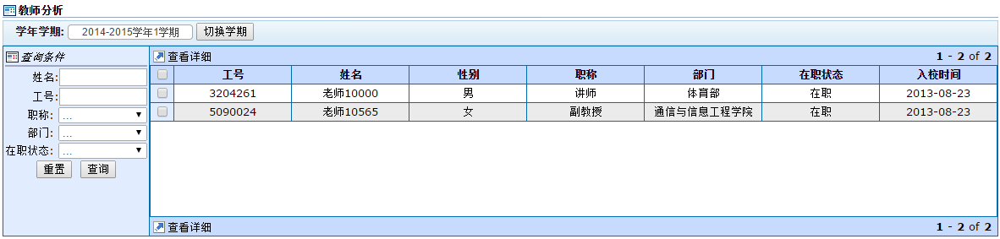 教师分析
学年学期: 2014-2015学年1学期 切换学期
查询条件
姓名:
工号:
职称: ...
部门: ...
在职状态: ...
重置 查询
查看详细 1 - 2 of 2
工号 姓名 性别 职称 部门 在职状态 入校时间
3204261 老师10000 男 讲师 体育部 在职 2013-08-23
5090024 老师10565 女 副教授 通信与信息工程学院 在职 2013-08-23
查看详细 1 - 2 of 2